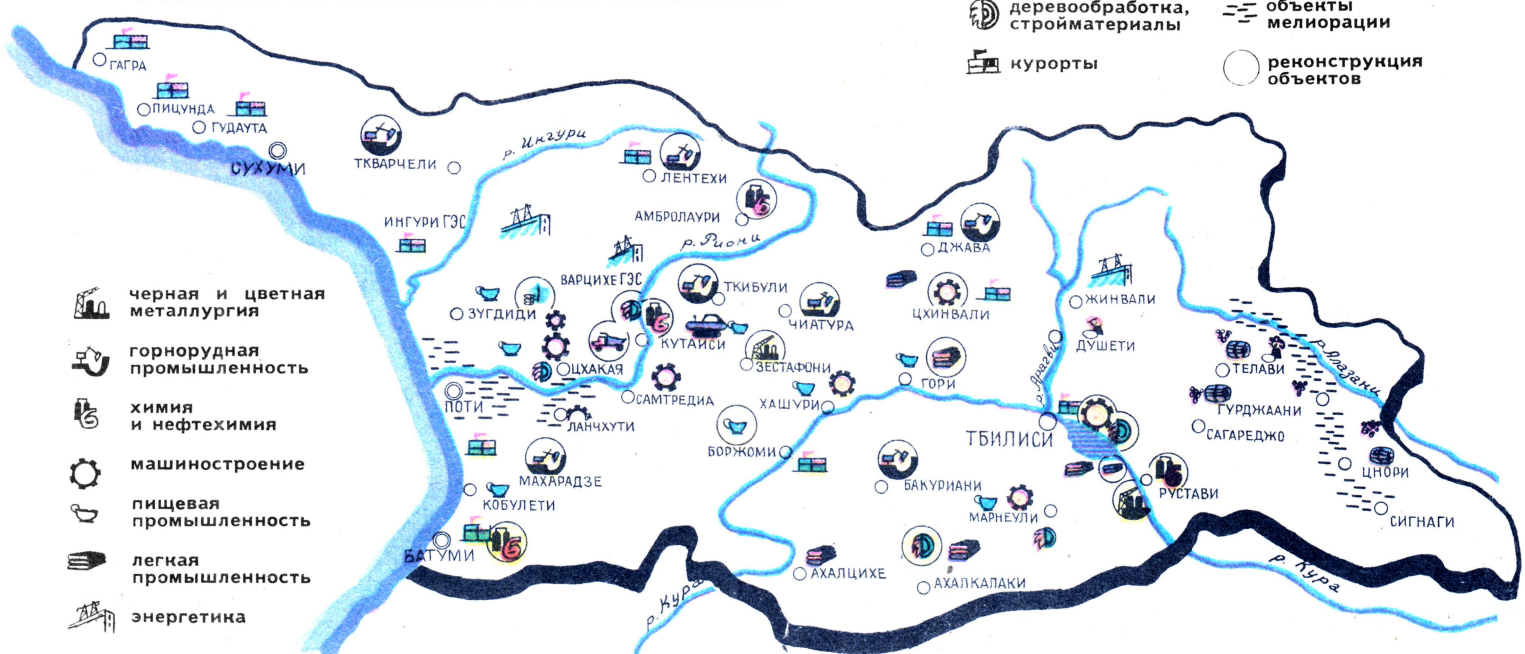 деревообработка,
стройматериалы
объекты
мелиорации
курорты
реконструкция
объектов
черная и цветная
металлургия
горнорудная
промышленность
химия
и нефтехимия
машиностроение
пищевая
промышленность
легкая
промышленность
энергетика
ГАГРА
ПИЦУНДА
ГУДАУТА
СУХУМИ
ТКВАРЧЕЛИ
р. Ингури
ЛЕНТЕХИ
АМБРОЛАУРИ
ИНГУРИ ГЭС
р. Риони
ВАРЦИХЕ ГЭС
ДЖАВА
ЗУГДИДИ
ТКИБУЛИ
ЧИАТУРА
ЦХИНВАЛИ
ЖИНВАЛИ
КУТАИСИ
ДУШЕТИ
р. Арагви
ЗЕСТАФОНИ
ЦХАКАЯ
ГОРИ
ТЕЛАВИ
р. Алазани
ПОТИ
САМТРЕДИА
ХАШУРИ
ГУРДЖААНИ
ЛАНЧХУТИ
ТБИЛИСИ
САГАРЕДЖО
БОРЖОМИ
ЦНОРИ
МАХАРАДЗЕ
БАКУРИАНИ
РУСТАВИ
КОБУЛЕТИ
МАРНЕУЛИ
СИГНАГИ
БАТУМИ
АХАЛЦИХЕ
АХАЛКАЛАКИ
р. Кура
р. Кура